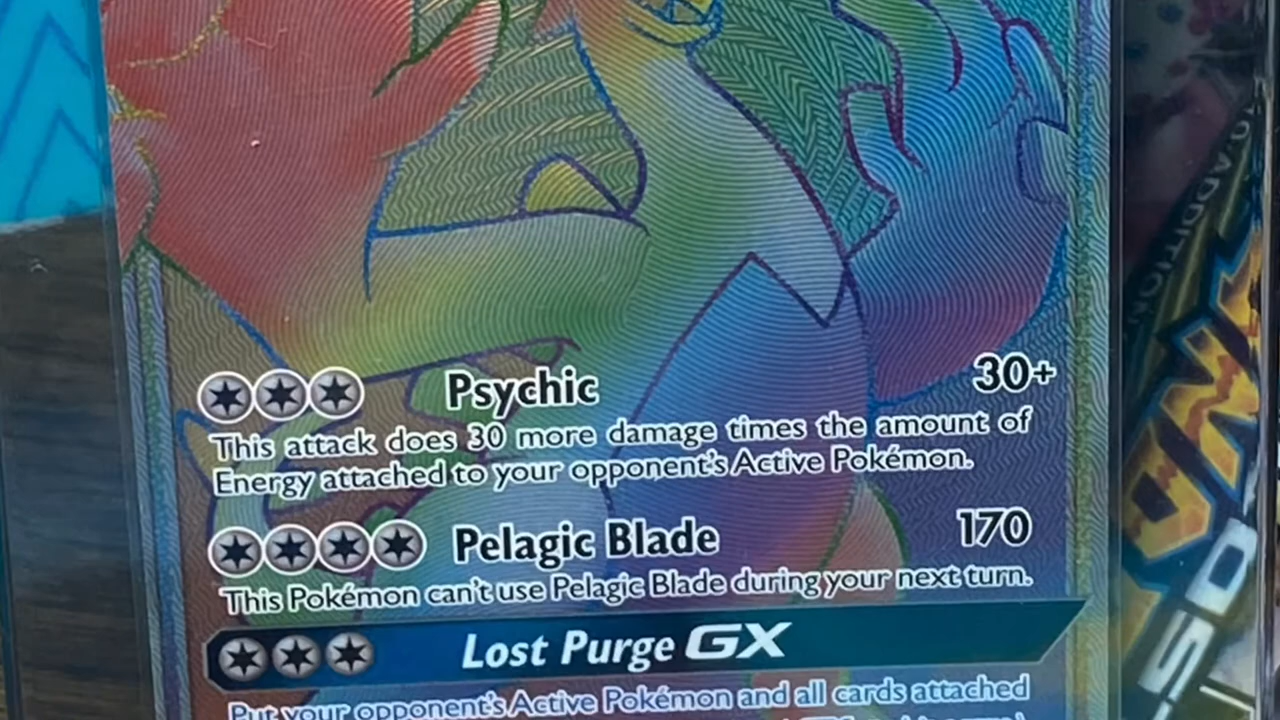 Psychic 30+
This attack does 30 more damage times the amount of
Energy attached to your opponent's Active Pokémon.
Pelagic Blade 170
This Pokémon can't use Pelagic Blade during your next turn.
Lost Purge GX
Put your opponent's Active Pokémon and all cards attached
ADDITION